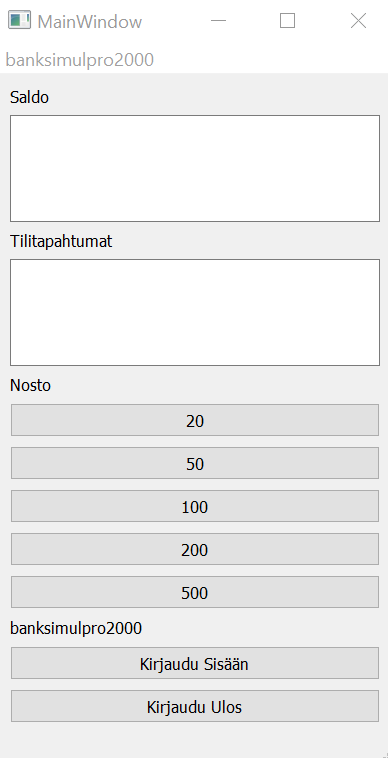 MainWindow
banksimulpro2000
Saldo
Tilitapahtumat
Nosto
20
50
100
200
500
banksimulpro2000
Kirjaudu Sisään
Kirjaudu Ulos